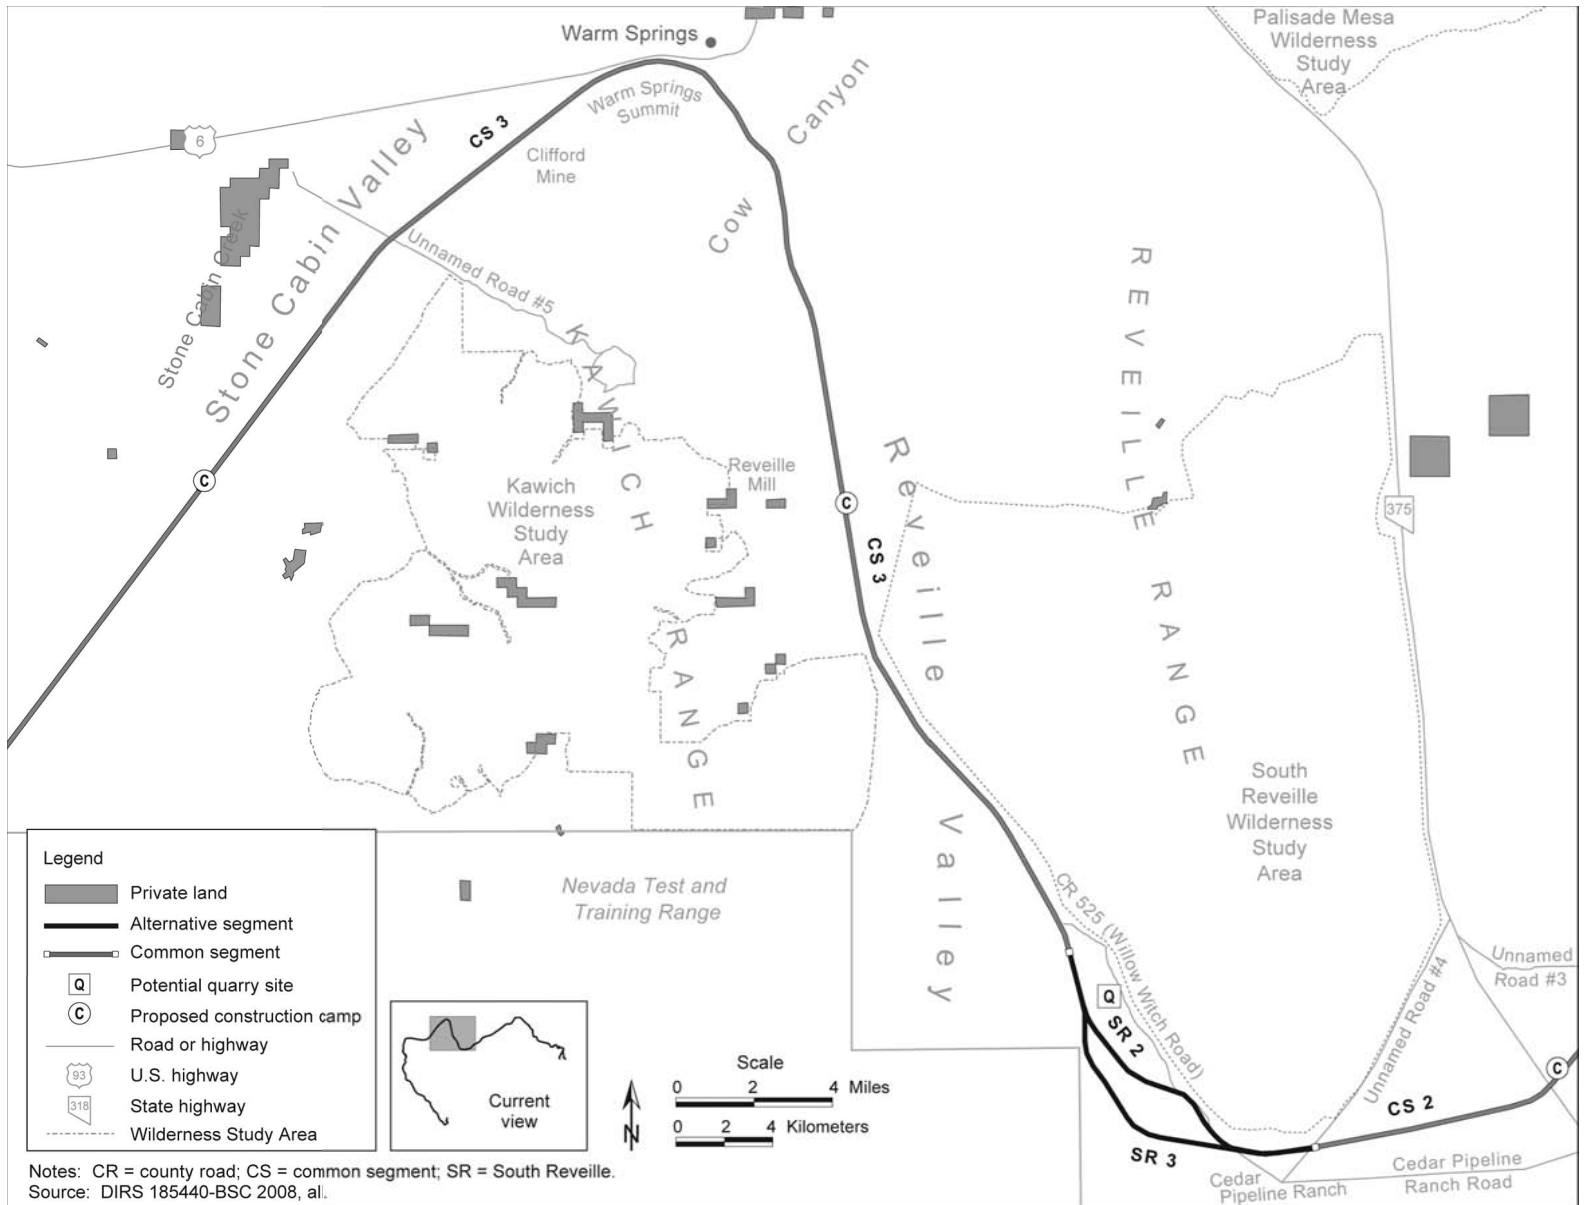 Palisade Mesa
Wilderness
Study
Area
Warm Springs
Warm Springs
Summit
Cow Canyon
CS 3
6
Clifford
Mine
Stone Cabin Valley
Stone Cabin Creek
Unnamed Road #5
KAWICH RANGE
REVEILLE RANGE
Reveille Valley
Reveille
Mill
Kawich
Wilderness
Study
Area
C
C
CS 3
375
South
Reveille
Wilderness
Study
Area
CR 525 (Willow Witch Road)
Nevada Test and
Training Range
Unnamed
Road #3
Unnamed Road #4
Q
SR 2
SR 3
CS 2
C
Cedar
Pipeline Ranch
Cedar Pipeline
Ranch Road
Legend
Private land
Alternative segment
Common segment
Q Potential quarry site
C Proposed construction camp
Road or highway
93 U.S. highway
318 State highway
Wilderness Study Area
Current
view
N
Scale
0 2 4 Miles
0 2 4 Kilometers
Notes: CR = county road; CS = common segment; SR = South Reveille.
Source: DIRS 185440-BSC 2008, all.